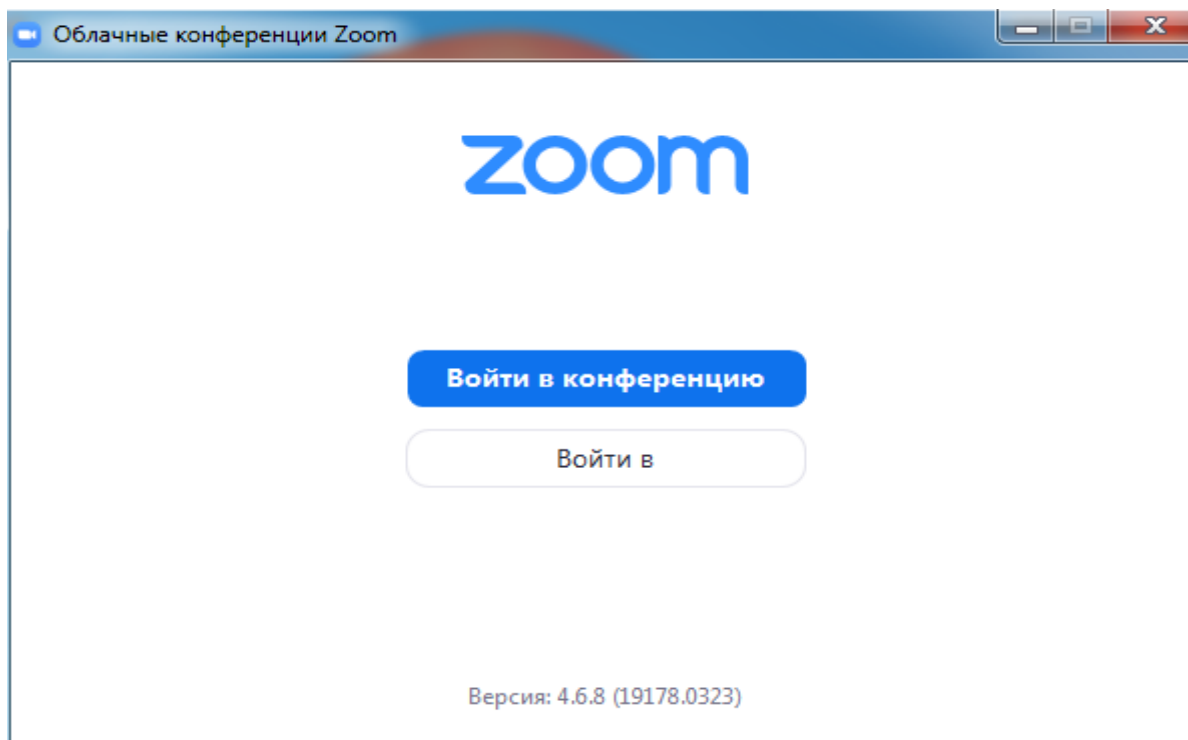 Облачные конференции Zoom
zoom
Войти в конференцию
Войти в
Версия: 4.6.8 (19178.0323)